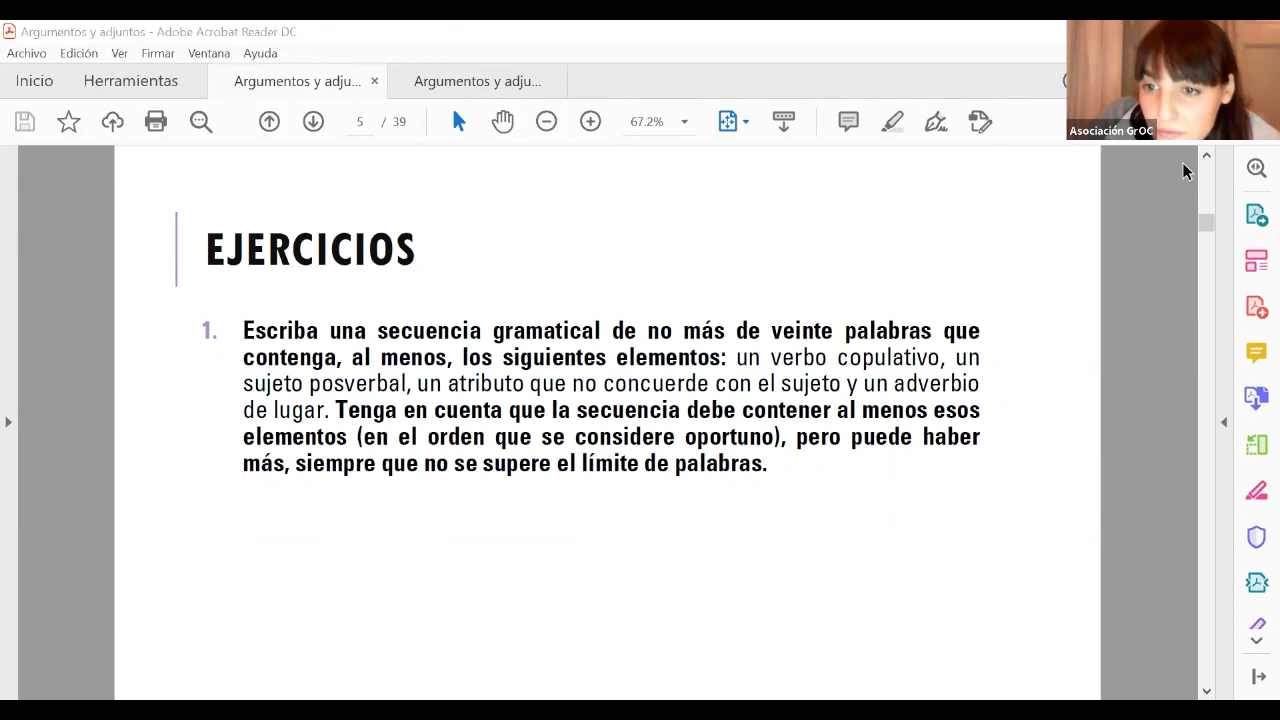 Argumentos y adjuntos - Adobe Acrobat Reader DC
Archivo Edición Ver Firmar Ventana Ayuda
Inicio Herramientas Argumentos y adju... × Argumentos y adju...
5 / 39 67.2%
Asociación GrOC
EJERCICIOS
1. Escriba una secuencia gramatical de no más de veinte palabras que
contenga, al menos, los siguientes elementos: un verbo copulativo, un
sujeto posverbal, un atributo que no concuerde con el sujeto y un adverbio
de lugar. Tenga en cuenta que la secuencia debe contener al menos esos
elementos (en el orden que se considere oportuno), pero puede haber
más, siempre que no se supere el límite de palabras.